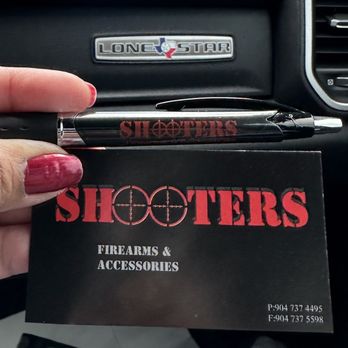 LONE STAR
SHOOTERS
SHOOTERS
FIREARMS &
ACCESSORIES
P:904 737 4495
F:904 737 5598